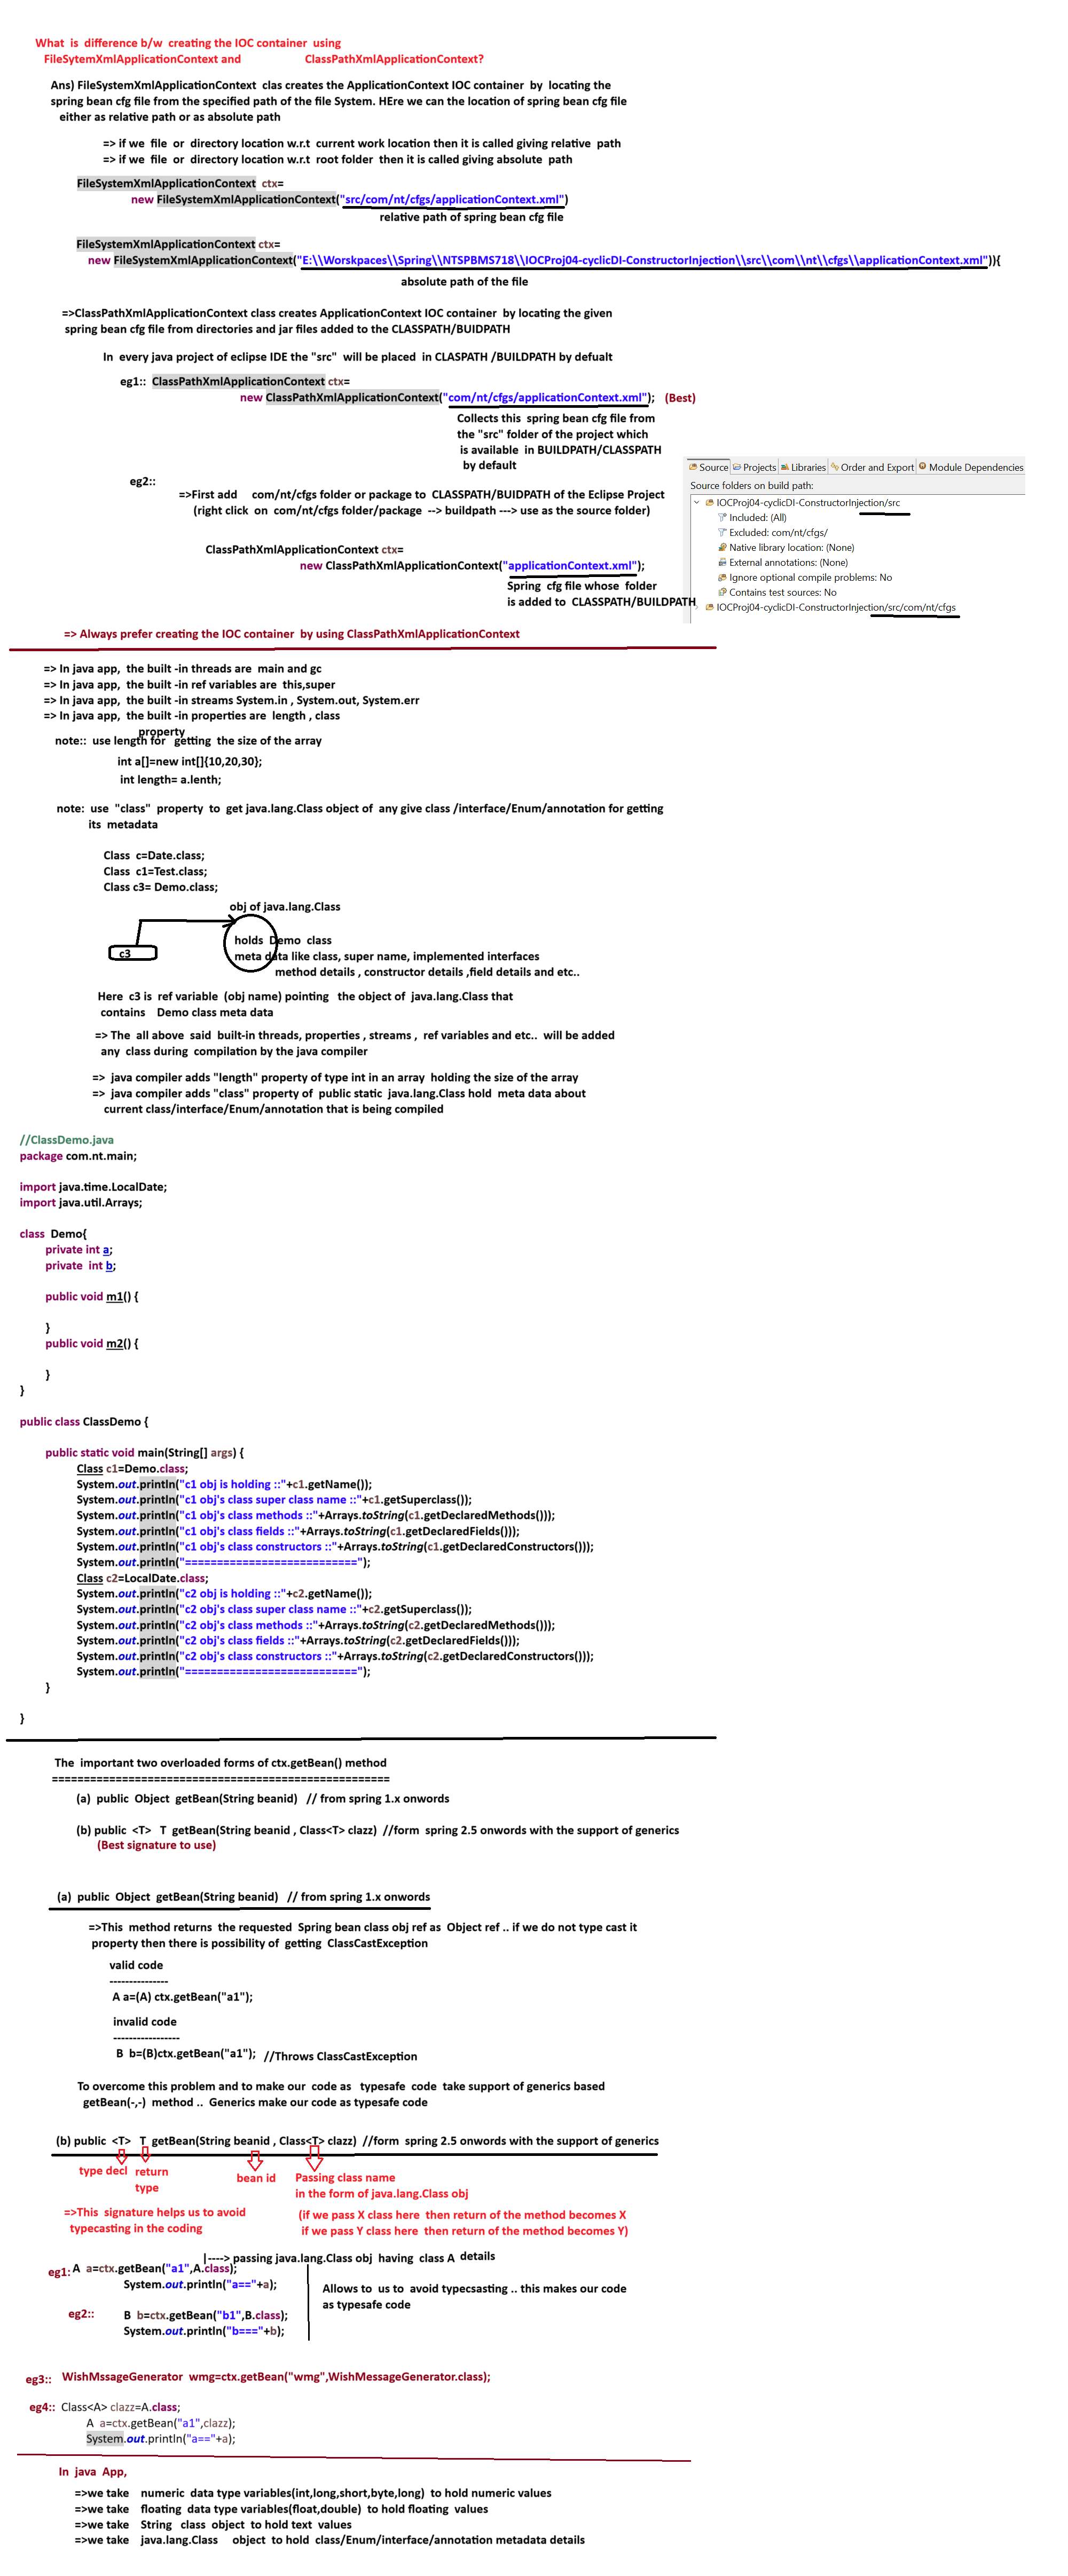 What is difference b/w creating the IOC container using
FileSytemXmlApplicationContext and ClassPathXmlApplicationContext?
Ans) FileSystemXmlApplicationContext clas creates the ApplicationContext IOC container by locating the
spring bean cfg file from the specified path of the file System. HEre we can the location of spring bean cfg file
either as relative path or as absolute path
=> if we file or directory location w.r.t current work location then it is called giving relative path
=> if we file or directory location w.r.t root folder then it is called giving absolute path
FileSystemXmlApplicationContext ctx=
new FileSystemXmlApplicationContext("src/com/nt/cfgs/applicationContext.xml")
relative path of spring bean cfg file
FileSystemXmlApplicationContext ctx=
new FileSystemXmlApplicationContext("E:\\Worskpaces\\Spring\\NTSPBMS718\\IOCProj04-cyclicDI-ConstructorInjection\\src\\com\\nt\\cfgs\\applicationContext.xml")){
absolute path of the file
=>ClassPathXmlApplicationContext class creates ApplicationContext IOC container by locating the given
spring bean cfg file from directories and jar files added to the CLASSPATH/BUIDPATH
In every java project of eclipse IDE the "src" will be placed in CLASPATH /BUILDPATH by defualt
eg1:: ClassPathXmlApplicationContext ctx=
new ClassPathXmlApplicationContext("com/nt/cfgs/applicationContext.xml"); (Best)
Collects this spring bean cfg file from
the "src" folder of the project which
is available in BUILDPATH/CLASSPATH
by default
eg2::
=>First add com/nt/cfgs folder or package to CLASSPATH/BUIDPATH of the Eclipse Project
(right click on com/nt/cfgs folder/package --> buildpath ---> use as the source folder)
ClassPathXmlApplicationContext ctx=
new ClassPathXmlApplicationContext("applicationContext.xml");
Spring cfg file whose folder
is added to CLASSPATH/BUILDPATH
Source Projects Libraries Order and Export Module Dependencies
Source folders on build path:
IOCProj04-cyclicDI-ConstructorInjection/src
Included: (All)
Excluded: com/nt/cfgs/
Native library location: (None)
External annotations: (None)
Ignore optional compile problems: No
Contains test sources: No
IOCProj04-cyclicDI-ConstructorInjection/src/com/nt/cfgs
=> Always prefer creating the IOC container by using ClassPathXmlApplicationContext
=> In java app, the built -in threads are main and gc
=> In java app, the built -in ref variables are this,super
=> In java app, the built -in streams System.in , System.out, System.err
=> In java app, the built -in properties are length , class
property
note:: use length for getting the size of the array
int a[]=new int[]{10,20,30};
int length= a.lenth;
note: use "class" property to get java.lang.Class object of any give class /interface/Enum/annotation for getting
its metadata
Class c=Date.class;
Class c1=Test.class;
Class c3= Demo.class;
obj of java.lang.Class
c3
holds Demo class
meta data like class, super name, implemented interfaces
method details , constructor details ,field details and etc..
Here c3 is ref variable (obj name) pointing the object of java.lang.Class that
contains Demo class meta data
=> The all above said built-in threads, properties , streams , ref variables and etc.. will be added
any class during compilation by the java compiler
=> java compiler adds "length" property of type int in an array holding the size of the array
=> java compiler adds "class" property of public static java.lang.Class hold meta data about
current class/interface/Enum/annotation that is being compiled
//ClassDemo.java
package com.nt.main;
import java.time.LocalDate;
import java.util.Arrays;
class Demo{
private int a;
private int b;
public void m1() {
}
public void m2() {
}
}
public class ClassDemo {
public static void main(String[] args) {
Class c1=Demo.class;
System.out.println("c1 obj is holding ::"+c1.getName());
System.out.println("c1 obj's class super class name ::"+c1.getSuperclass());
System.out.println("c1 obj's class methods ::"+Arrays.toString(c1.getDeclaredMethods()));
System.out.println("c1 obj's class fields ::"+Arrays.toString(c1.getDeclaredFields()));
System.out.println("c1 obj's class constructors ::"+Arrays.toString(c1.getDeclaredConstructors()));
System.out.println("===========================");
Class c2=LocalDate.class;
System.out.println("c2 obj is holding ::"+c2.getName());
System.out.println("c2 obj's class super class name ::"+c2.getSuperclass());
System.out.println("c2 obj's class methods ::"+Arrays.toString(c2.getDeclaredMethods()));
System.out.println("c2 obj's class fields ::"+Arrays.toString(c2.getDeclaredFields()));
System.out.println("c2 obj's class constructors ::"+Arrays.toString(c2.getDeclaredConstructors()));
System.out.println("===========================");
}
}
The important two overloaded forms of ctx.getBean() method
=====================================================
(a) public Object getBean(String beanid) // from spring 1.x onwords
(b) public <T> T getBean(String beanid , Class<T> clazz) //form spring 2.5 onwords with the support of generics
(Best signature to use)
(a) public Object getBean(String beanid) // from spring 1.x onwords
=>This method returns the requested Spring bean class obj ref as Object ref .. if we do not type cast it
property then there is possibility of getting ClassCastException
valid code
---------------
A a=(A) ctx.getBean("a1");
invalid code
-----------------
B b=(B)ctx.getBean("a1"); //Throws ClassCastException
To overcome this problem and to make our code as typesafe code take support of generics based
getBean(-,-) method .. Generics make our code as typesafe code
(b) public <T> T getBean(String beanid , Class<T> clazz) //form spring 2.5 onwords with the support of generics
type decl return type bean id Passing class name
in the form of java.lang.Class obj
=>This signature helps us to avoid
typecasting in the coding
(if we pass X class here then return of the method becomes X
if we pass Y class here then return of the method becomes Y)
|----> passing java.lang.Class obj having class A details
eg1: A a=ctx.getBean("a1",A.class);
System.out.println("a=="+a);
Allows to us to avoid typecsasting .. this makes our code
as typesafe code
eg2:: B b=ctx.getBean("b1",B.class);
System.out.println("b==="+b);
eg3:: WishMssageGenerator wmg=ctx.getBean("wmg",WishMessageGenerator.class);
eg4:: Class<A> clazz=A.class;
A a=ctx.getBean("a1",clazz);
System.out.println("a=="+a);
In java App,
=>we take numeric data type variables(int,long,short,byte,long) to hold numeric values
=>we take floating data type variables(float,double) to hold floating values
=>we take String class object to hold text values
=>we take java.lang.Class object to hold class/Enum/interface/annotation metadata details